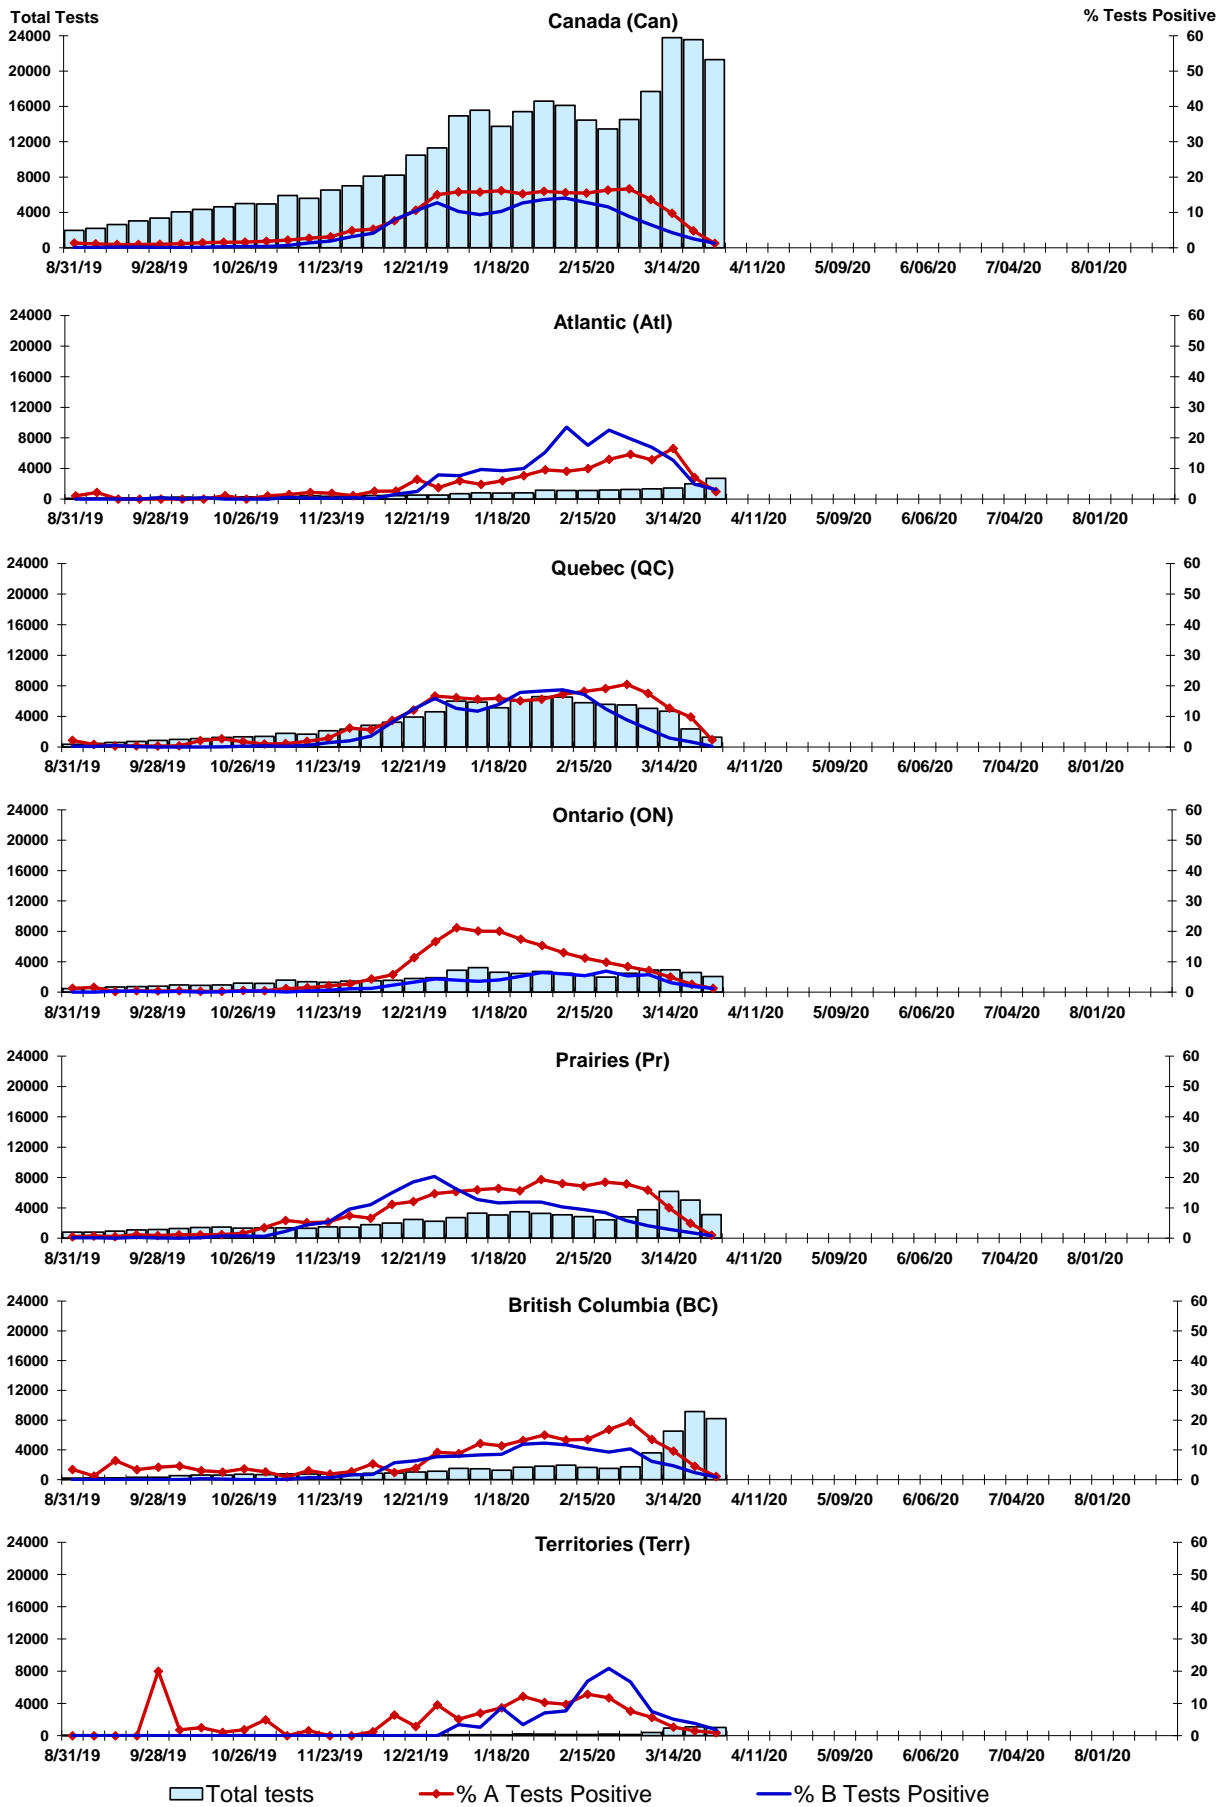 Total Tests
Canada (Can)
% Tests Positive
24000 60
20000 50
16000 40
12000 30
8000 20
4000 10
0 0
8/31/19 9/28/19 10/26/19 11/23/19 12/21/19 1/18/20 2/15/20 3/14/20 4/11/20 5/09/20 6/06/20 7/04/20 8/01/20
Atlantic (Atl)
24000 60
20000 50
16000 40
12000 30
8000 20
4000 10
0 0
8/31/19 9/28/19 10/26/19 11/23/19 12/21/19 1/18/20 2/15/20 3/14/20 4/11/20 5/09/20 6/06/20 7/04/20 8/01/20
Quebec (QC)
24000 60
20000 50
16000 40
12000 30
8000 20
4000 10
0 0
8/31/19 9/28/19 10/26/19 11/23/19 12/21/19 1/18/20 2/15/20 3/14/20 4/11/20 5/09/20 6/06/20 7/04/20 8/01/20
Ontario (ON)
24000 60
20000 50
16000 40
12000 30
8000 20
4000 10
0 0
8/31/19 9/28/19 10/26/19 11/23/19 12/21/19 1/18/20 2/15/20 3/14/20 4/11/20 5/09/20 6/06/20 7/04/20 8/01/20
Prairies (Pr)
24000 60
20000 50
16000 40
12000 30
8000 20
4000 10
0 0
8/31/19 9/28/19 10/26/19 11/23/19 12/21/19 1/18/20 2/15/20 3/14/20 4/11/20 5/09/20 6/06/20 7/04/20 8/01/20
British Columbia (BC)
24000 60
20000 50
16000 40
12000 30
8000 20
4000 10
0 0
8/31/19 9/28/19 10/26/19 11/23/19 12/21/19 1/18/20 2/15/20 3/14/20 4/11/20 5/09/20 6/06/20 7/04/20 8/01/20
Territories (Terr)
24000 60
20000 50
16000 40
12000 30
8000 20
4000 10
0 0
8/31/19 9/28/19 10/26/19 11/23/19 12/21/19 1/18/20 2/15/20 3/14/20 4/11/20 5/09/20 6/06/20 7/04/20 8/01/20
Total tests % A Tests Positive % B Tests Positive